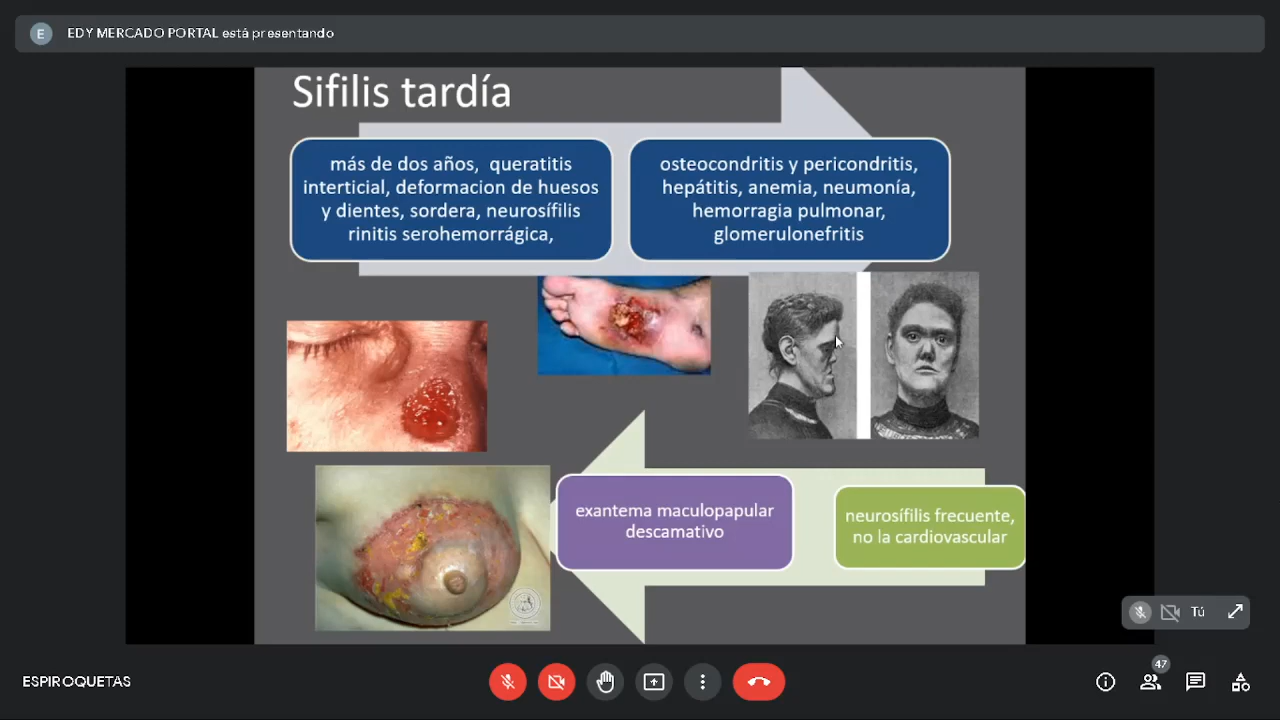 E
EDY MERCADO PORTAL está presentando
Sifilis tardía
más de dos años, queratitis
interticial, deformacion de huesos
y dientes, sordera, neurosífilis
rinitis serohemorrágica,
osteocondritis y pericondritis,
hepátitis, anemia, neumonía,
hemorragia pulmonar,
glomerulonefritis
exantema maculopapular
descamativo
neurosífilis frecuente,
no la cardiovascular
Tú
ESPIROQUETAS
47